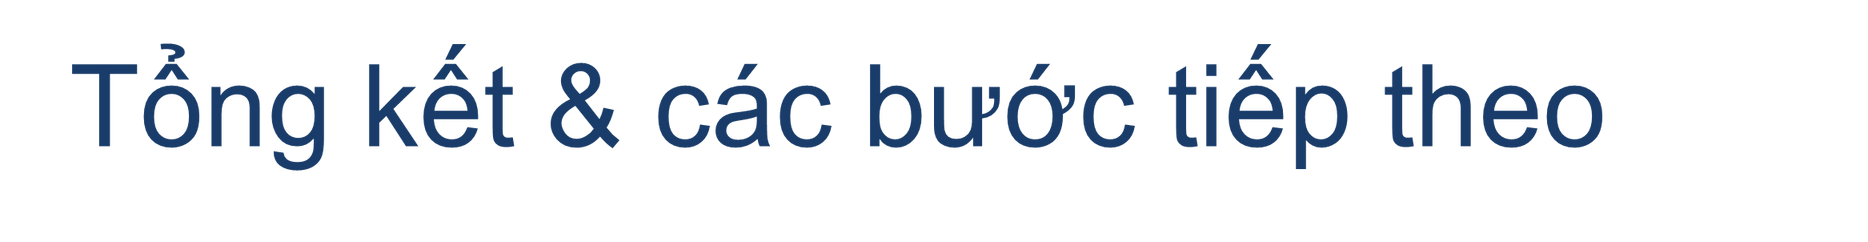 Tổng kết & các bước tiếp theo